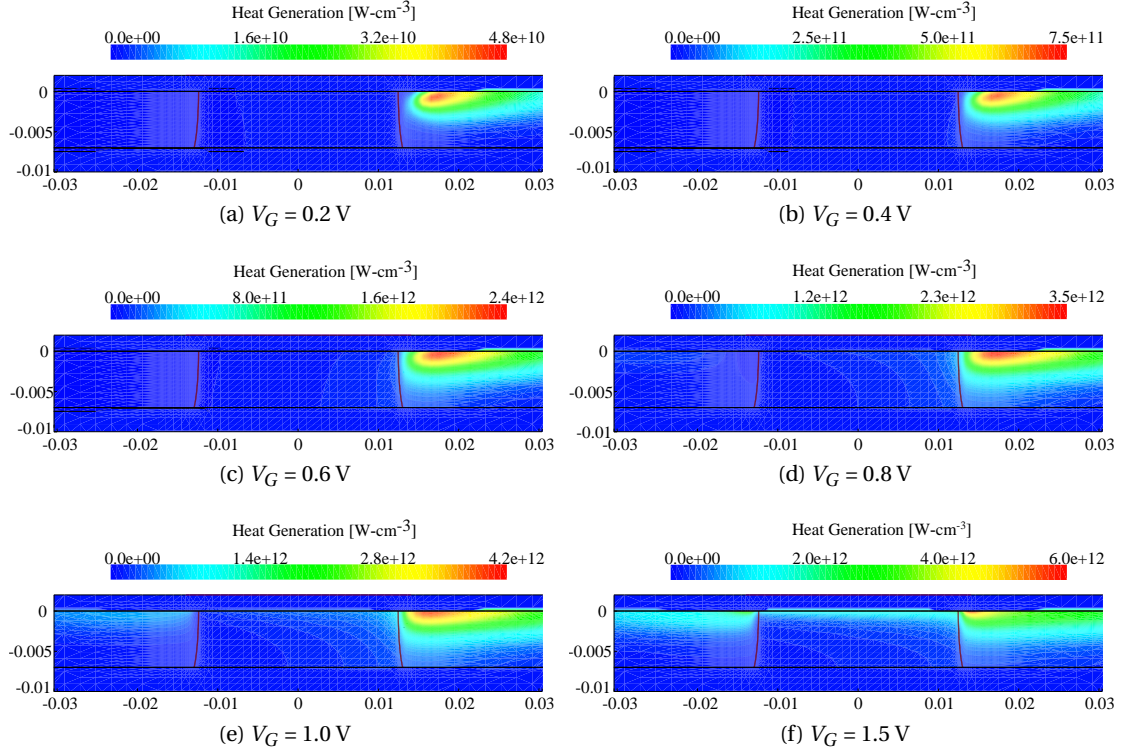 Heat Generation [W-cm-3] Heat Generation [W-cm-3]
0.0e+00 1.6e+10 3.2e+10 4.8e+10 0.0e+00 2.5e+11 5.0e+11 7.5e+11
0 0
-0.005 -0.005
-0.01 -0.01
-0.03 -0.02 -0.01 0 0.01 0.02 0.03 -0.03 -0.02 -0.01 0 0.01 0.02 0.03
(a) VG = 0.2 V (b) VG = 0.4 V
Heat Generation [W-cm-3] Heat Generation [W-cm-3]
0.0e+00 8.0e+11 1.6e+12 2.4e+12 0.0e+00 1.2e+12 2.3e+12 3.5e+12
0 0
-0.005 -0.005
-0.01 -0.01
-0.03 -0.02 -0.01 0 0.01 0.02 0.03 -0.03 -0.02 -0.01 0 0.01 0.02 0.03
(c) VG = 0.6 V (d) VG = 0.8 V
Heat Generation [W-cm-3] Heat Generation [W-cm-3]
0.0e+00 1.4e+12 2.8e+12 4.2e+12 0.0e+00 2.0e+12 4.0e+12 6.0e+12
0 0
-0.005 -0.005
-0.01 -0.01
-0.03 -0.02 -0.01 0 0.01 0.02 0.03 -0.03 -0.02 -0.01 0 0.01 0.02 0.03
(e) VG = 1.0 V (f) VG = 1.5 V